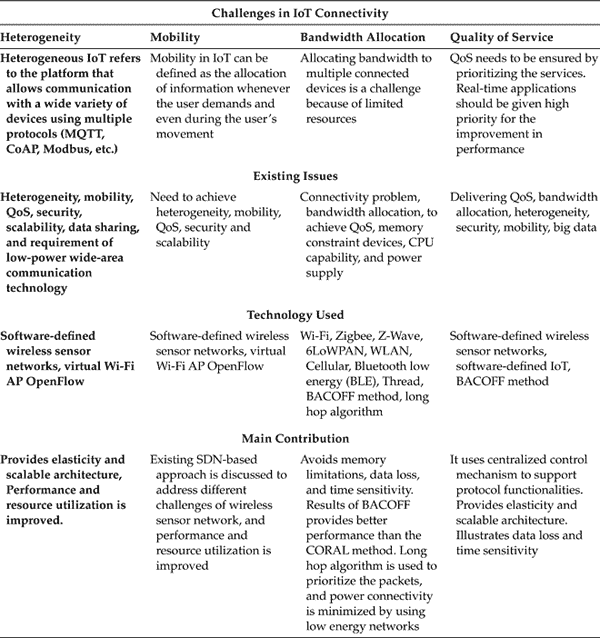 Challenges in IoT Connectivity
Heterogeneity Mobility Bandwidth Allocation Quality of Service
Heterogeneous IoT refers
to the platform that
allows communication
with a wide variety of
devices using multiple
protocols (MQTT,
CoAP, Modbus, etc.)
Mobility in IoT can be
defined as the allocation
of information whenever
the user demands and
even during the user's
movement
Allocating bandwidth to
multiple connected
devices is a challenge
because of limited
resources
QoS needs to be ensured by
prioritizing the services.
Real-time applications
should be given high
priority for the
improvement in
performance
Existing Issues
Heterogeneity, mobility,
QoS, security,
scalability, data sharing,
and requirement of
low-power wide-area
communication
technology
Need to achieve
heterogeneity, mobility,
QoS, security and
scalability
Connectivity problem,
bandwidth allocation, to
achieve QoS, memory
constraint devices, CPU
capability, and power
supply
Delivering QoS, bandwidth
allocation, heterogeneity,
security, mobility, big data
Technology Used
Software-defined
wireless sensor
networks, virtual Wi-Fi
AP OpenFlow
Software-defined wireless
sensor networks, virtual
Wi-Fi AP OpenFlow
Wi-Fi, Zigbee, Z-Wave,
6LoWPAN, WLAN,
Cellular, Bluetooth low
energy (BLE), Thread,
BACOFF method, long
hop algorithm
Software-defined wireless
sensor networks,
software-defined IoT,
BACOFF method
Main Contribution
Provides elasticity and
scalable architecture,
Performance and
resource utilization is
improved.
Existing SDN-based
approach is discussed to
address different
challenges of wireless
sensor network, and
performance and
resource utilization is
improved
Avoids memory
limitations, data loss,
and time sensitivity.
Results of BACOFF
provides better
performance than the
CORAL method. Long
hop algorithm is used to
prioritize the packets,
and power connectivity
is minimized by using
low energy networks
It uses centralized control
mechanism to support
protocol functionalities.
Provides elasticity and
scalable architecture.
Illustrates data loss and
time sensitivity